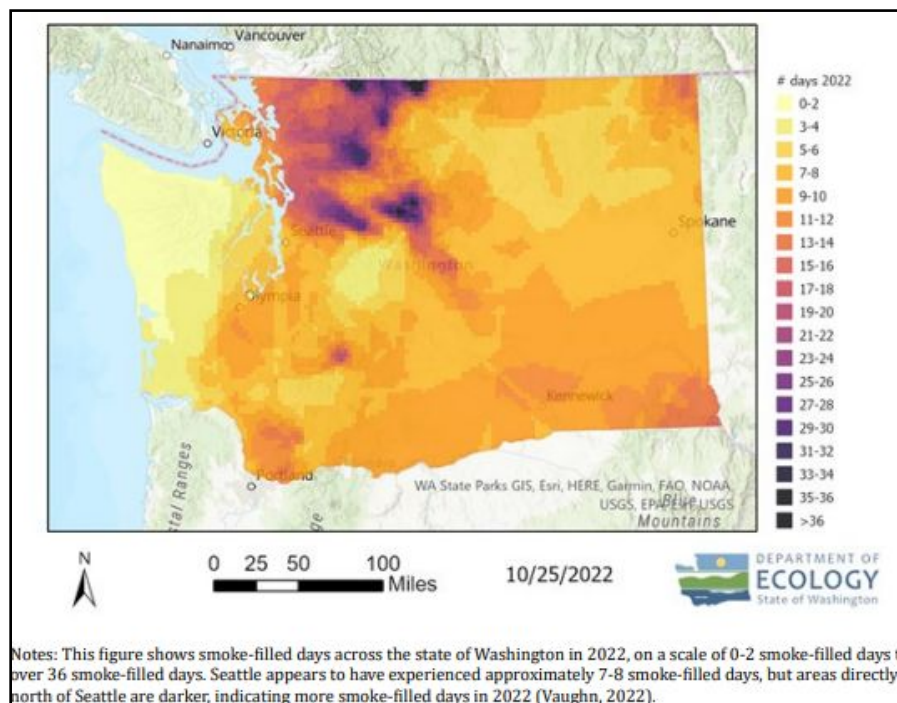 Vancouver
Nanaimo
# days 2022
0-2
3-4
5-6
7-8
9-10
11-12
13-14
15-16
17-18
19-20
21-22
23-24
25-26
27-28
29-30
31-32
33-34
35-36
>36
Victoria
Seattle
Spokane
Washington
Olympia
Kennewick
Portland
tal Ranges
WA State Parks GIS, Esri, HERE, Garmin, FAO, NOAA,
USGS, EPA,
USGS
Blue
Mountains
N
0 25 50 100
Miles
10/25/2022
DEPARTMENT OF
ECOLOGY
State of Washington
Notes: This figure shows smoke-filled days across the state of Washington in 2022, on a scale of 0-2 smoke-filled days
over 36 smoke-filled days. Seattle appears to have experienced approximately 7-8 smoke-filled days, but areas directly
north of Seattle are darker, indicating more smoke-filled days in 2022 (Vaughn, 2022).